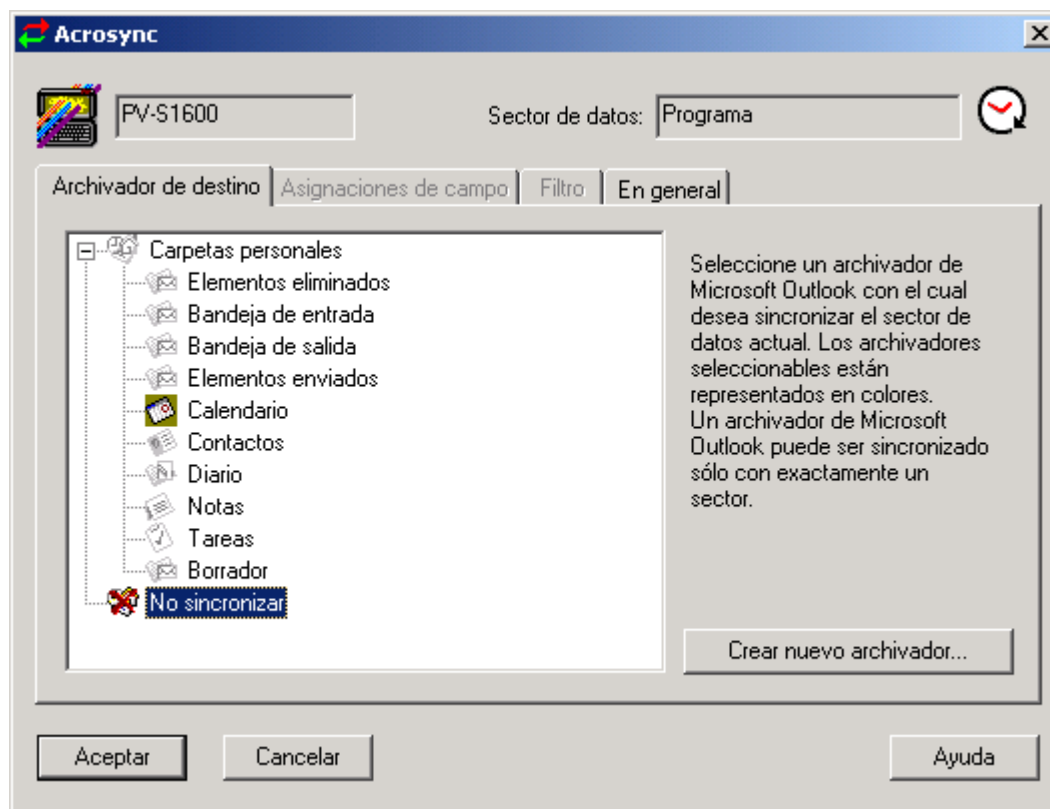 Acrosync
PV-S1600
Sector de datos:
Programa
Archivador de destino
Asignaciones de campo
Filtro
En general
Carpetas personales
Elementos eliminados
Bandeja de entrada
Bandeja de salida
Elementos enviados
Calendario
Contactos
Diario
Notas
Tareas
Borrador
No sincronizar
Seleccione un archivador de
Microsoft Outlook con el cual
desea sincronizar el sector de
datos actual. Los archivadores
seleccionables están
representados en colores.
Un archivador de Microsoft
Outlook puede ser sincronizado
sólo con exactamente un
sector.
Crear nuevo archivador...
Aceptar
Cancelar
Ayuda